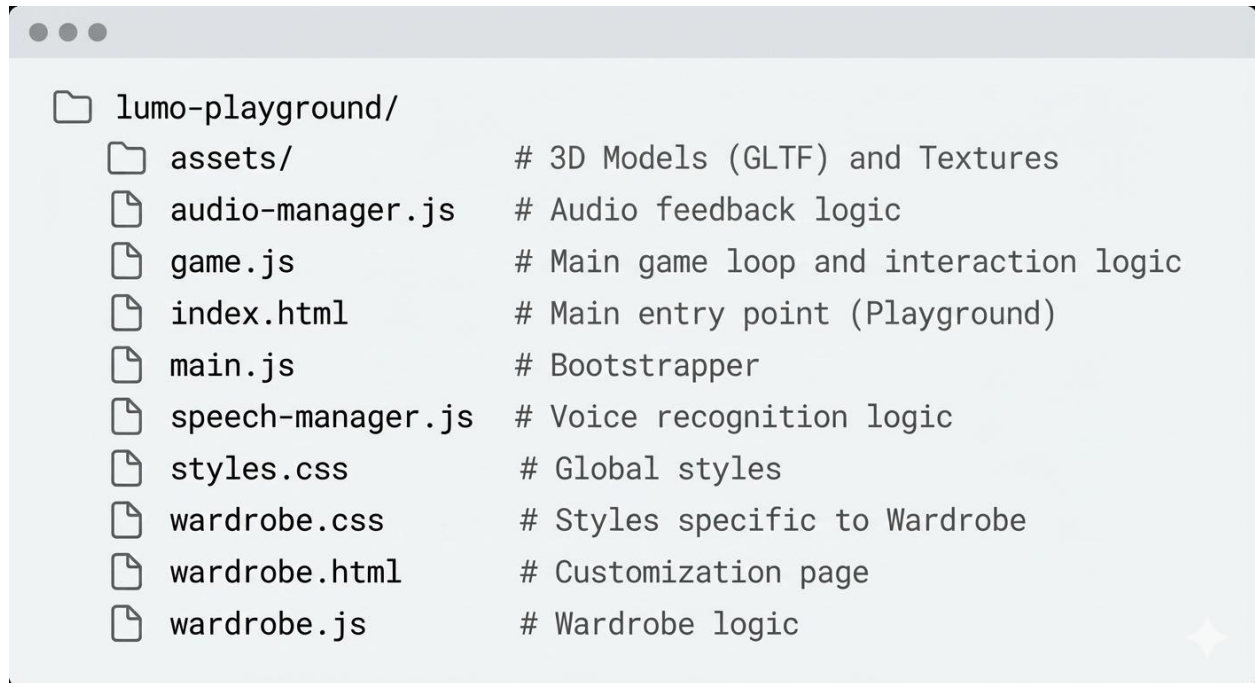 lumo-playground/
assets/ # 3D Models (GLTF) and Textures
audio-manager.js # Audio feedback logic
game.js # Main game loop and interaction logic
index.html # Main entry point (Playground)
main.js # Bootstrapper
speech-manager.js # Voice recognition logic
styles.css # Global styles
wardrobe.css # Styles specific to Wardrobe
wardrobe.html # Customization page
wardrobe.js # Wardrobe logic